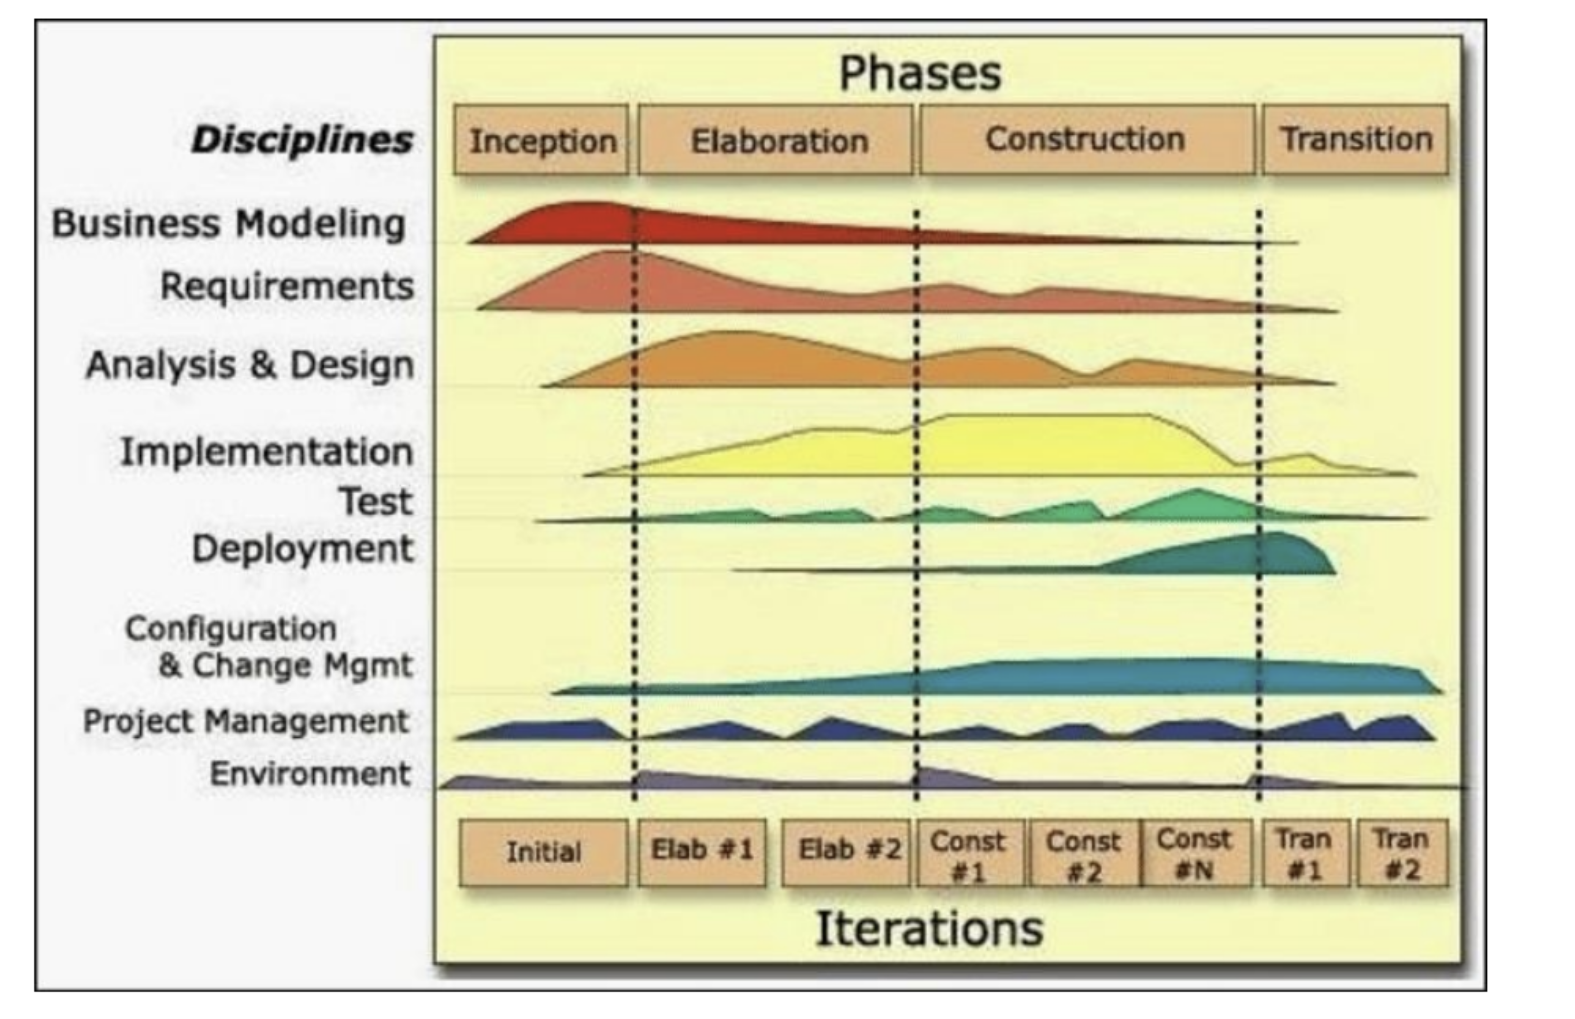 Phases
Disciplines
Inception
Elaboration
Construction
Transition
Business Modeling
Requirements
Analysis & Design
Implementation
Test
Deployment
Configuration
& Change Mgmt
Project Management
Environment
Initial
Elab #1
Elab #2
Const
#1
Const
#2
Const
#N
Tran
#1
Tran
#2
Iterations